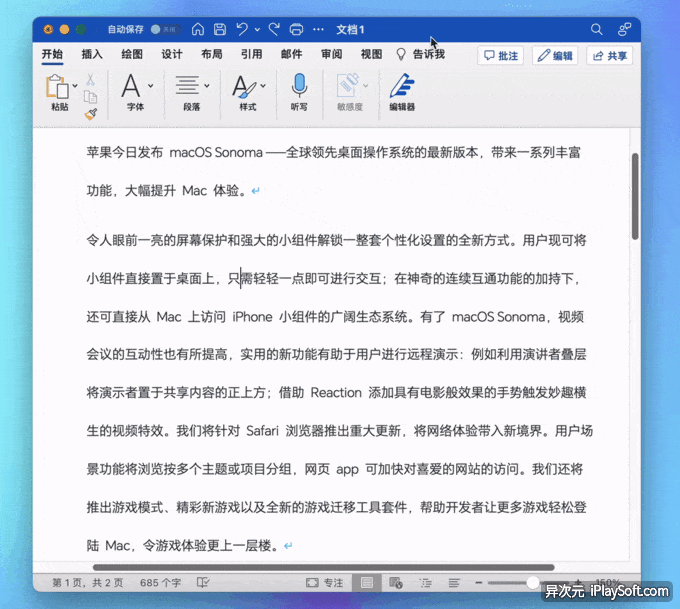 自动保存 关闭 文档1
开始 插入 绘图 设计 布局 引用 邮件 审阅 视图 告诉我 批注 编辑 共享
粘贴 字体 段落 样式 听写 敏感度 编辑器
苹果今日发布 macOS Sonoma ——全球领先桌面操作系统的最新版本，带来一系列丰富
功能，大幅提升 Mac 体验。
令人眼前一亮的屏幕保护和强大的小组件解锁一整套个性化设置的全新方式。用户现可将
小组件直接置于桌面上，只需轻轻一点即可进行交互；在神奇的连续互通功能的加持下，
还可直接从 Mac 上访问 iPhone 小组件的广阔生态系统。有了 macOS Sonoma，视频
会议的互动性也有所提高，实用的新功能有助于用户进行远程演示：例如利用演讲者叠层
将演示者置于共享内容的正上方；借助 Reaction 添加具有电影般效果的手势触发妙趣横
生的视频特效。我们将针对 Safari 浏览器推出重大更新，将网络体验带入新境界。用户场
景功能将浏览按多个主题或项目分组，网页 app 可加快对喜爱的网站的访问。我们还将
推出游戏模式、精彩新游戏以及全新的游戏迁移工具套件，帮助开发者让更多游戏轻松登
陆 Mac，令游戏体验更上一层楼。
第1页，共2页 685个字 专注 150%
异次元 iPlaySoft.com